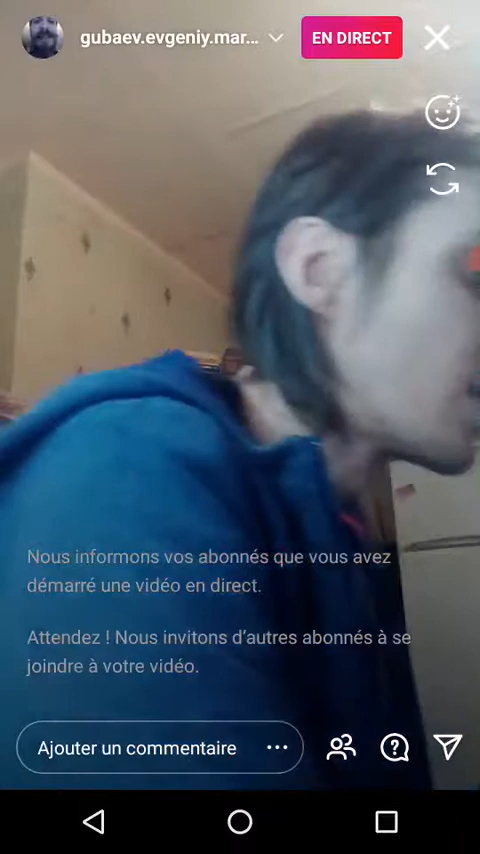 gubaev.evgeniy.mar...
EN DIRECT
Nous informons vos abonnés que vous avez
démarré une vidéo en direct.
Attendez ! Nous invitons d'autres abonnés à se
joindre à votre vidéo.
Ajouter un commentaire